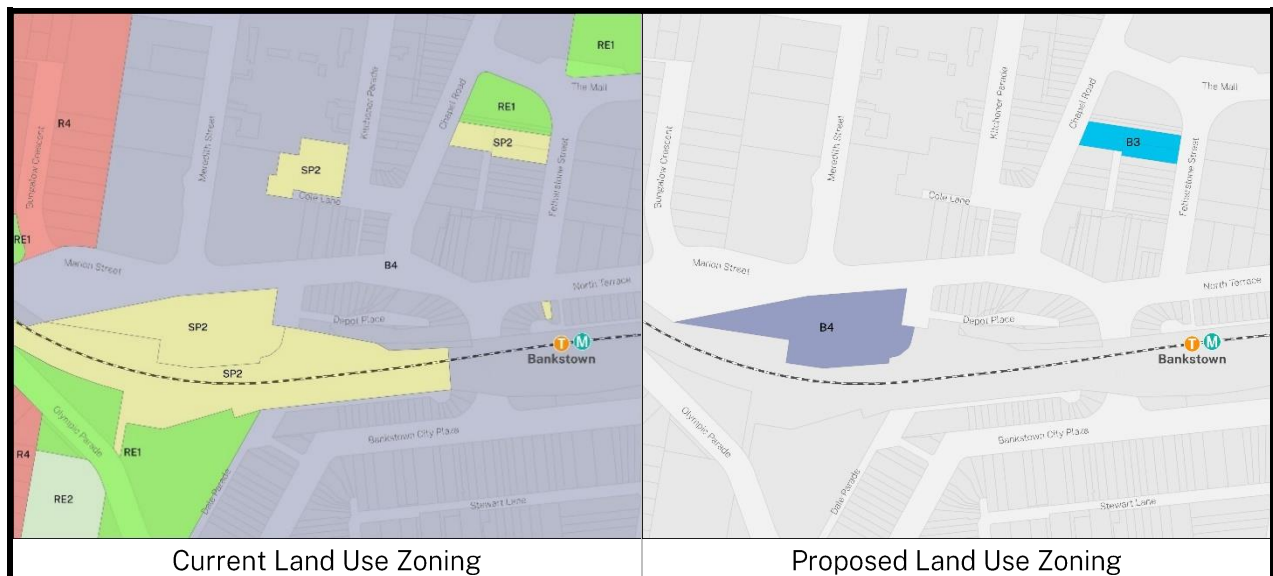 RE1
The Mall
R4
Bungalow Crescent
Meredith Street
Kitchener Parade
Chapel Road
RE1
SP2
Fetherstone Street
SP2
Cole Lane
RE1
Marion Street
B4
North Terrace
SP2
Depot Place
T M
Bankstown
SP2
Olympic Parade
R4
RE1
RE2
Dale Parade
Bankstown City Plaza
Stewart Lane
Current Land Use Zoning
The Mall
Bungalow Crescent
Meredith Street
Kitchener Parade
Chapel Road
B3
Fetherstone Street
Cole Lane
Marion Street
North Terrace
B4
Depot Place
T M
Bankstown
Olympic Parade
Dale Parade
Bankstown City Plaza
Stewart Lane
Proposed Land Use Zoning